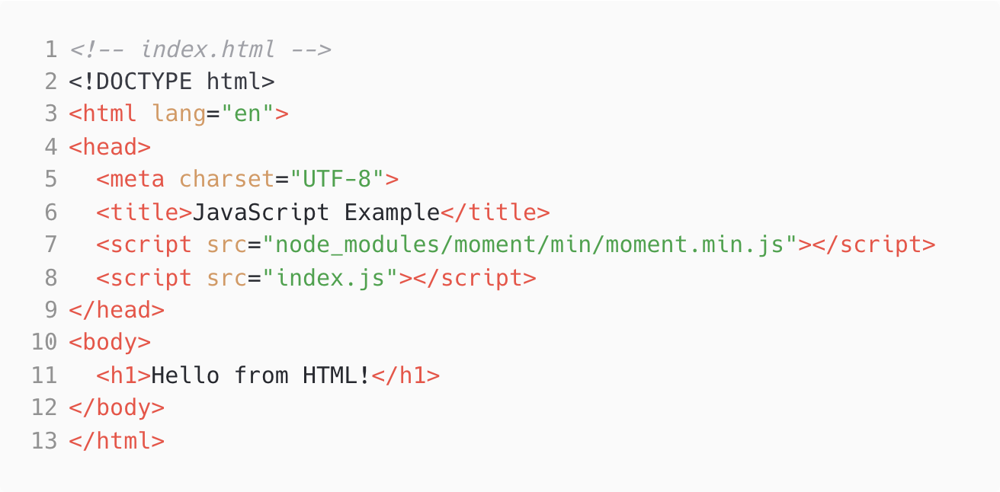 1 <!-- index.html -->
2 <!DOCTYPE html>
3 <html lang="en">
4 <head>
5   <meta charset="UTF-8">
6   <title>JavaScript Example</title>
7   <script src="node_modules/moment/min/moment.min.js"></script>
8   <script src="index.js"></script>
9 </head>
10 <body>
11   <h1>Hello from HTML!</h1>
12 </body>
13 </html>